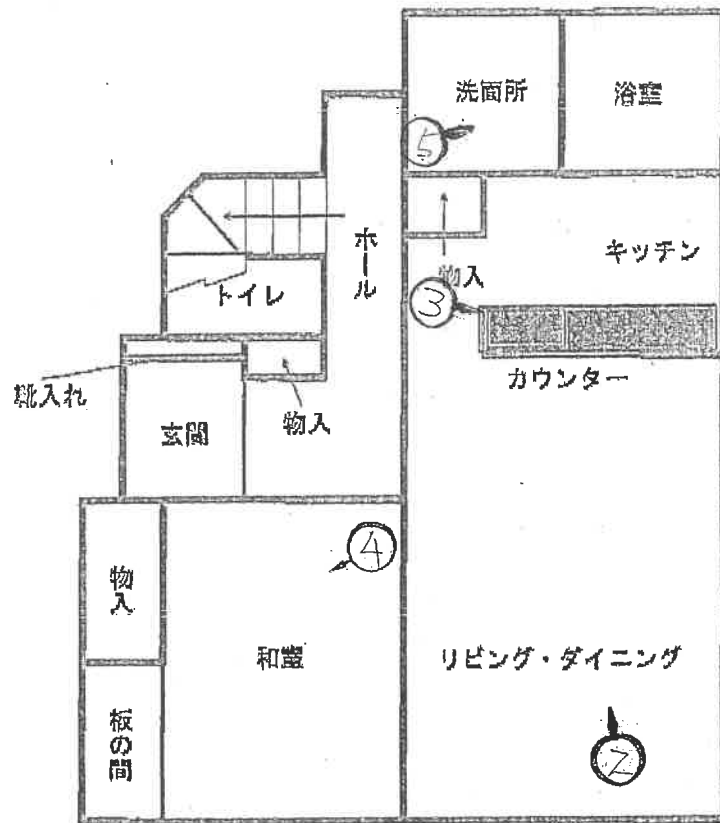 洗面所
浴室
⑤
ホール
物入
キッチン
③
トイレ
カウンター
靴入れ
物入
玄関
④
物入
和室
リビング・ダイニング
板の間
②